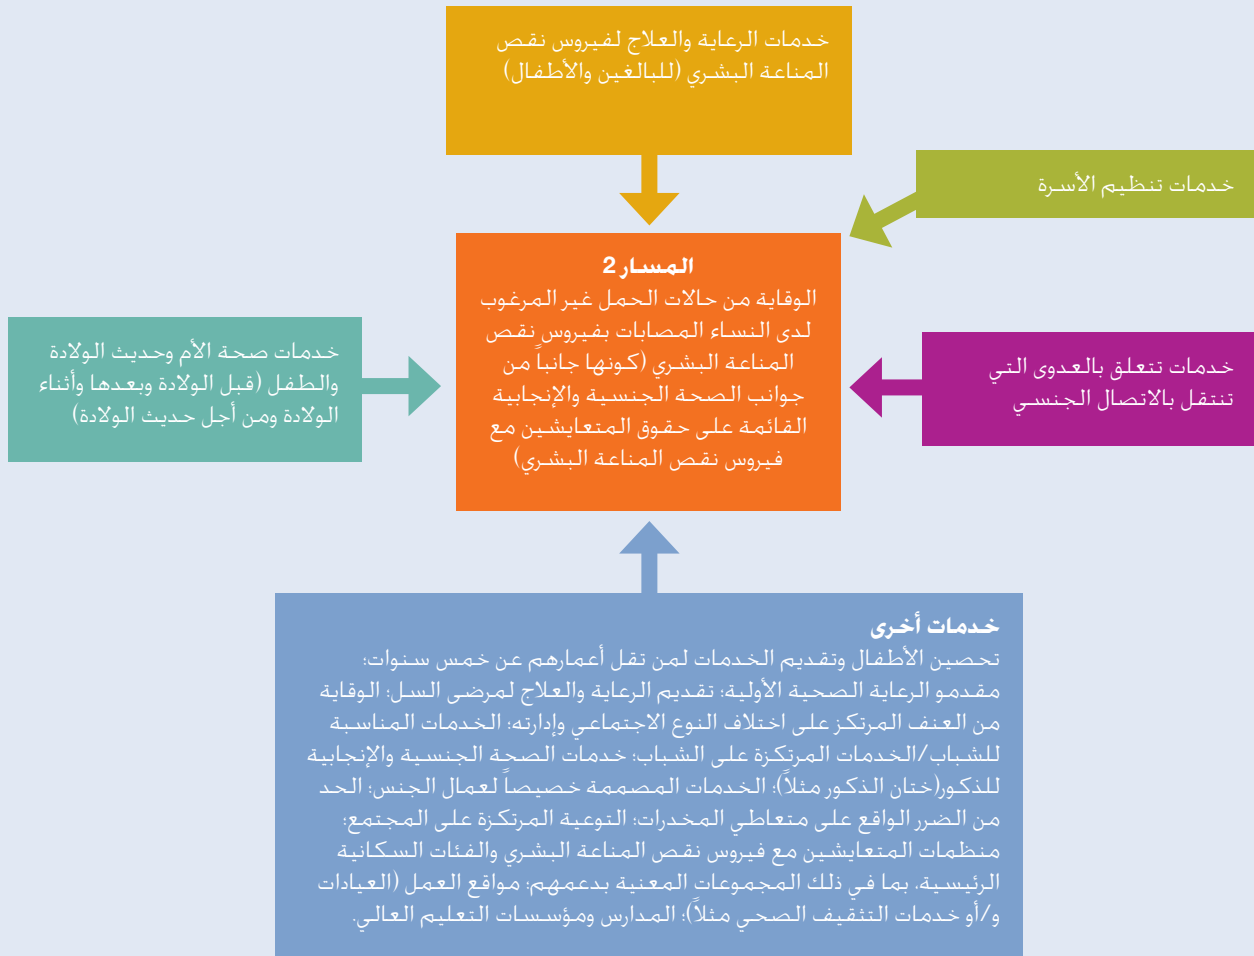 خدمات الرعاية والعلاج لفيروس نقص
المناعة البشري (للبالغين والأطفال)
خدمات تنظيم الأسرة
المسار 2
الوقاية من حالات الحمل غير المرغوب
لدى النساء المصابات بفيروس نقص
المناعة البشري (كونها جانباً من
جوانب الصحة الجنسية والإنجابية
القائمة على حقوق المتعايشين مع
فيروس نقص المناعة البشري)
خدمات تتعلق بالعدوى التي
تنتقل بالاتصال الجنسي
خدمات صحة الأم وحديث الولادة
والطفل (قبل الولادة وبعدها وأثناء
الولادة ومن أجل حديث الولادة)
خدمات أخرى
تحصين الأطفال وتقديم الخدمات لمن تقل أعمارهم عن خمس سنوات؛
مقدمو الرعاية الصحية الأولية؛ تقديم الرعاية والعلاج لمرضى السل؛ الوقاية
من العنف المرتكز على اختلاف النوع الاجتماعي وإدارته؛ الخدمات المناسبة
للشباب/الخدمات المرتكزة على الشباب؛ خدمات الصحة الجنسية والإنجابية
للذكور(ختان الذكور مثلاً)؛ الخدمات المصممة خصيصاً لعمال الجنس؛ الحد
من الضرر الواقع على متعاطي المخدرات؛ التوعية المرتكزة على المجتمع؛
منظمات المتعايشين مع فيروس نقص المناعة البشري والفئات السكانية
الرئيسية، بما في ذلك المجموعات المعنية بدعمهم؛ مواقع العمل (العيادات
و/أو خدمات التثقيف الصحي مثلاً)؛ المدارس ومؤسسات التعليم العالي.